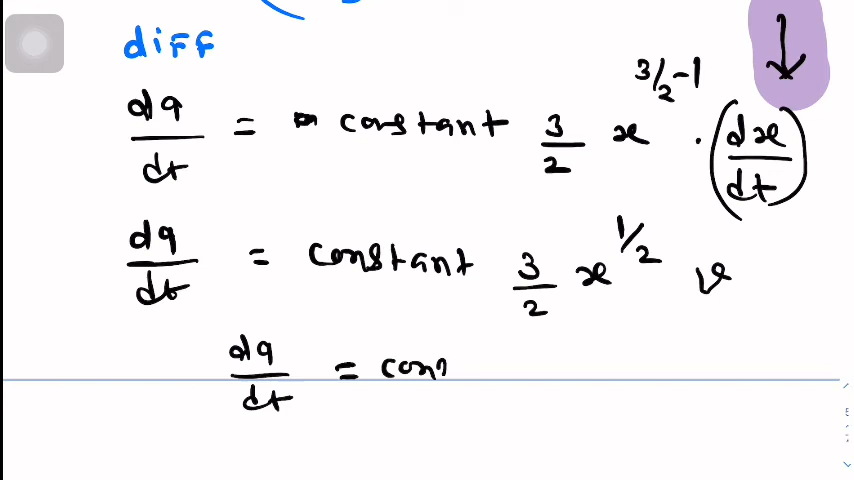 diff
dq/dt = constant 3/2 x^3/2-1 · (dx/dt)
dq/dt = constant 3/2 x^1/2 v
dq/dt = con